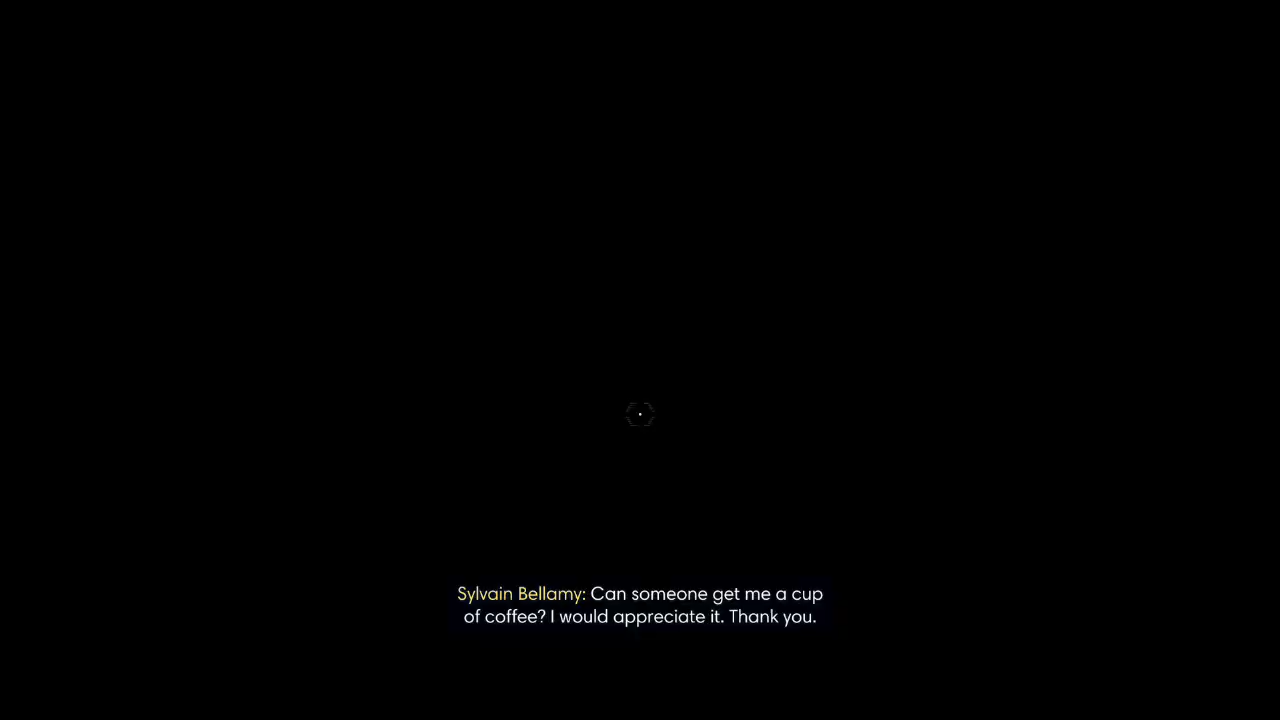 Sylvain Bellamy: Can someone get me a cup
of coffee? I would appreciate it. Thank you.